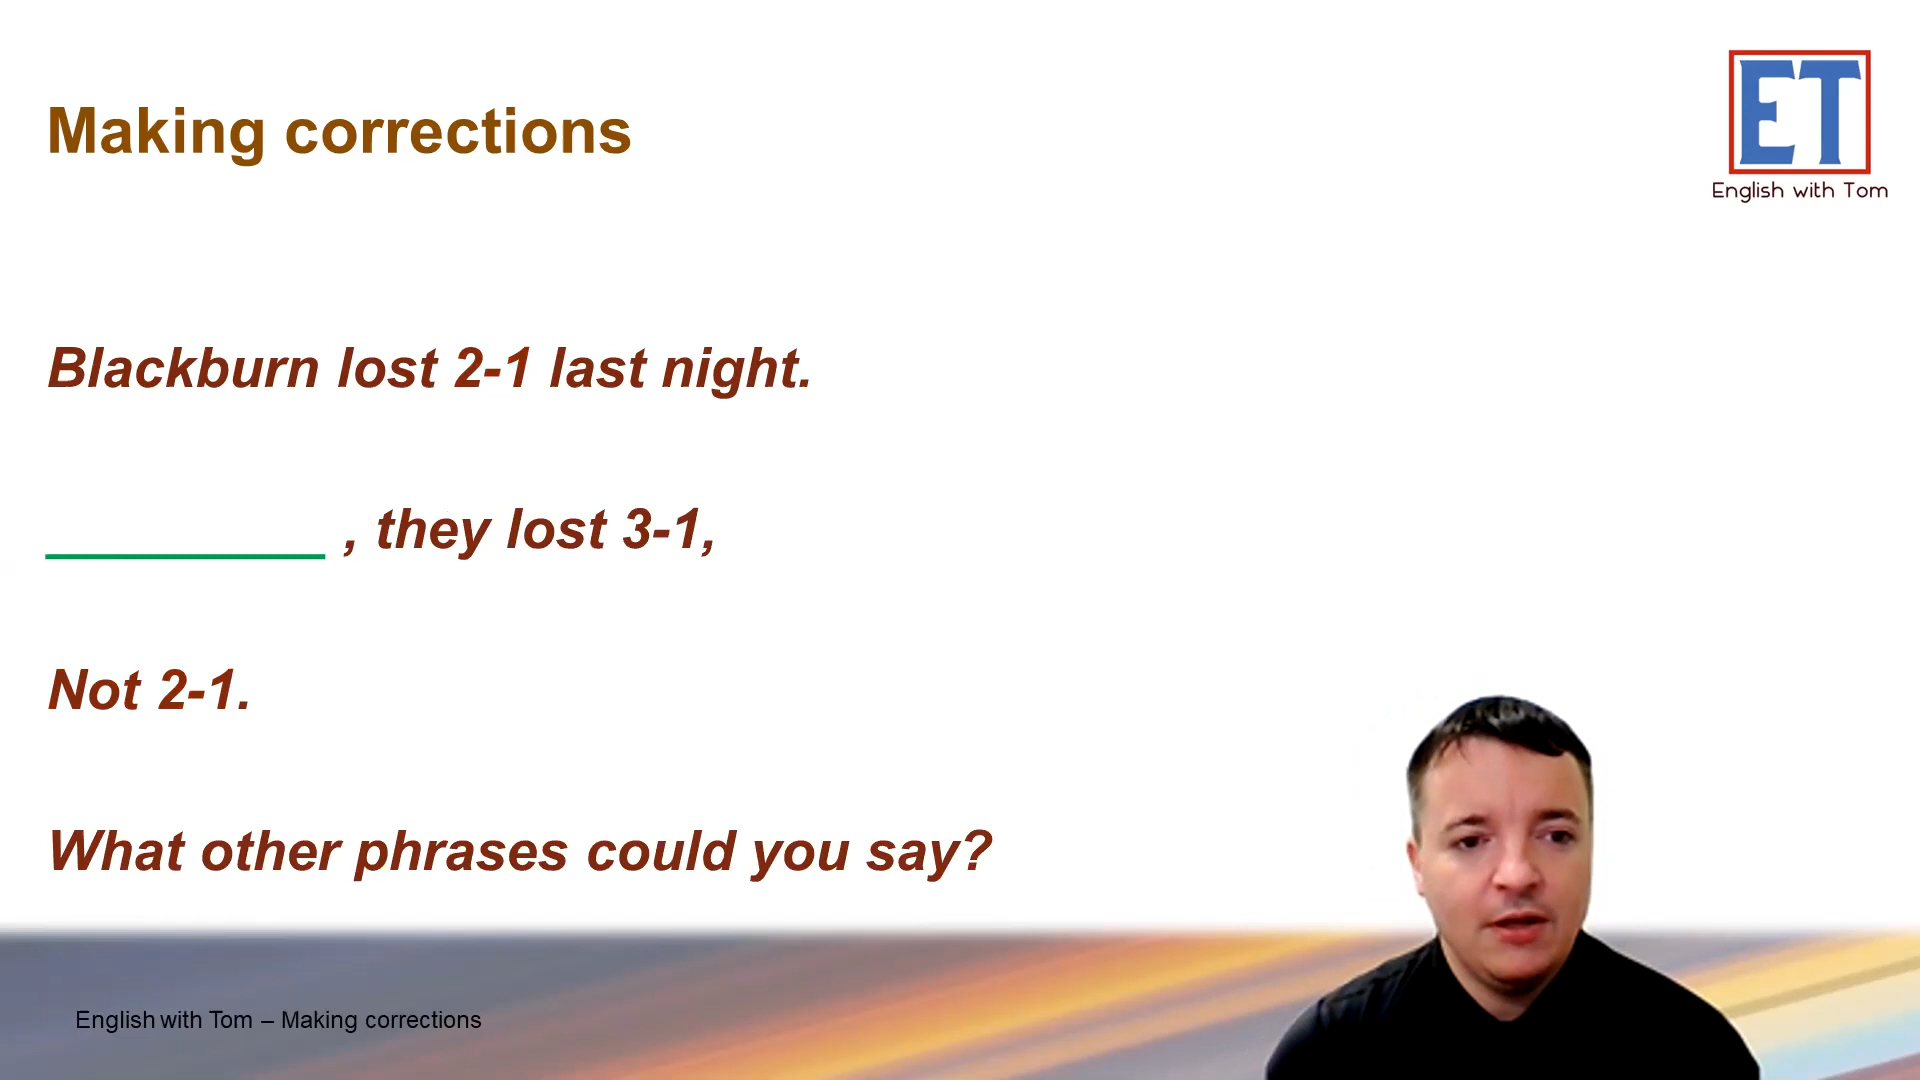 Making corrections
ET
English with Tom
Blackburn lost 2-1 last night.
_________ , they lost 3-1,
Not 2-1.
What other phrases could you say?
English with Tom – Making corrections